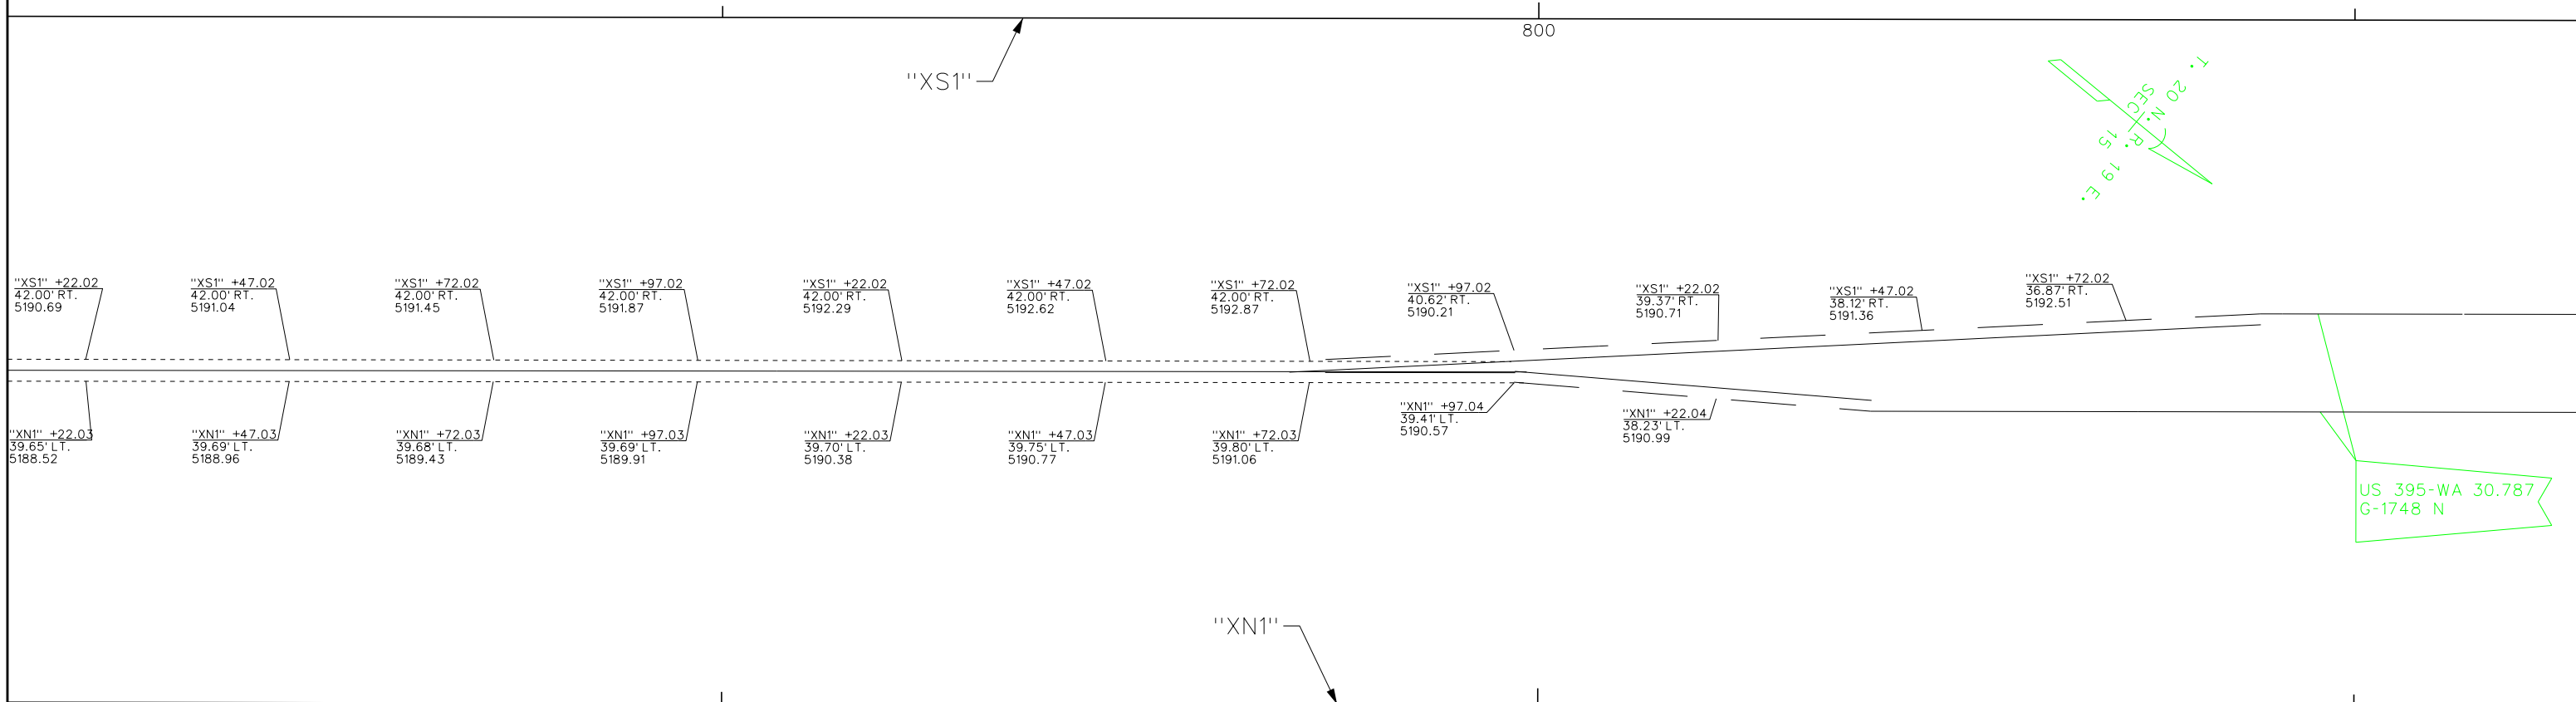 800
"XS1"
T. 20 N. R. 19 E.
SEC 15
"XS1" +22.02
42.00' RT.
5190.69
"XS1" +47.02
42.00' RT.
5191.04
"XS1" +72.02
42.00' RT.
5191.45
"XS1" +97.02
42.00' RT.
5191.87
"XS1" +22.02
42.00' RT.
5192.29
"XS1" +47.02
42.00' RT.
5192.62
"XS1" +72.02
42.00' RT.
5192.87
"XS1" +97.02
40.62' RT.
5190.21
"XS1" +22.02
39.37' RT.
5190.71
"XS1" +47.02
38.12' RT.
5191.36
"XS1" +72.02
36.87' RT.
5192.51
"XN1" +22.03
39.65' LT.
5188.52
"XN1" +47.03
39.69' LT.
5188.96
"XN1" +72.03
39.68' LT.
5189.43
"XN1" +97.03
39.69' LT.
5189.91
"XN1" +22.03
39.70' LT.
5190.38
"XN1" +47.03
39.75' LT.
5190.77
"XN1" +72.03
39.80' LT.
5191.06
"XN1" +97.04
39.41' LT.
5190.57
"XN1" +22.04
38.23' LT.
5190.99
US 395-WA 30.787
G-1748 N
"XN1"